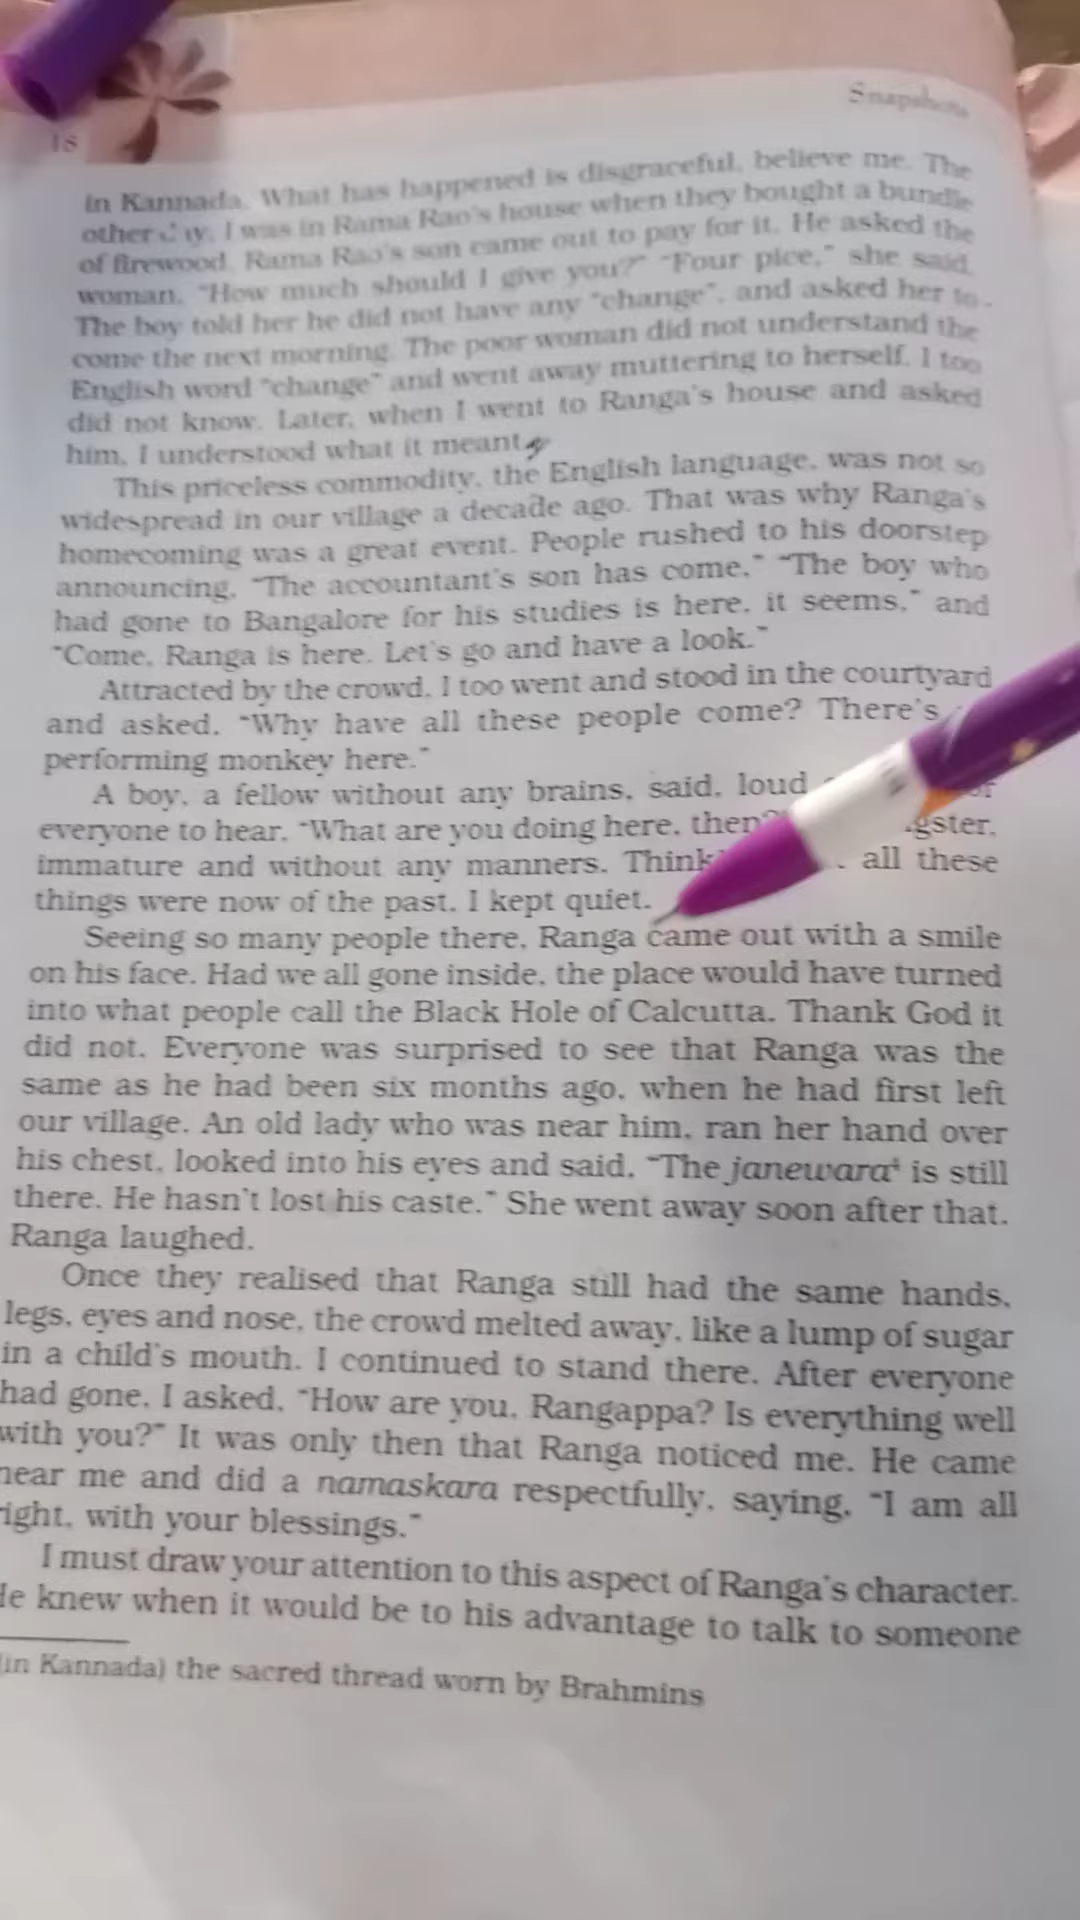 Snapshots
18
in Kannada. What has happened is disgraceful, believe me. The
other I was in Rama Rao's house when they bought a bundle
of firewood. Rama Rao's son came out to pay for it. He asked the
woman, "How much should I give you?" "Four pice," she said.
The boy told her he did not have any "change", and asked her to
come the next morning. The poor woman did not understand the
English word "change" and went away muttering to herself. I too
did not know. Later, when I went to Ranga's house and asked
him, I understood what it meant.
This priceless commodity, the English language, was not so
widespread in our village a decade ago. That was why Ranga's
homecoming was a great event. People rushed to his doorstep
announcing, "The accountant's son has come," "The boy who
had gone to Bangalore for his studies is here, it seems," and
"Come, Ranga is here. Let's go and have a look."
Attracted by the crowd, I too went and stood in the courtyard
and asked, "Why have all these people come? There's
performing monkey here."
A boy, a fellow without any brains, said, loud
everyone to hear, "What are you doing here, then?"
immature and without any manners. all these
things were now of the past, I kept quiet.
Seeing so many people there, Ranga came out with a smile
on his face. Had we all gone inside, the place would have turned
into what people call the Black Hole of Calcutta. Thank God it
did not. Everyone was surprised to see that Ranga was the
same as he had been six months ago, when he had first left
our village. An old lady who was near him, ran her hand over
his chest, looked into his eyes and said, "The janewara⁴ is still
there. He hasn't lost his caste." She went away soon after that.
Ranga laughed.
Once they realised that Ranga still had the same hands,
legs, eyes and nose, the crowd melted away, like a lump of sugar
in a child's mouth. I continued to stand there. After everyone
had gone, I asked, "How are you, Rangappa? Is everything well
with you?" It was only then that Ranga noticed me. He came
near me and did a namaskara respectfully, saying, "I am all
right, with your blessings."
I must draw your attention to this aspect of Ranga's character.
He knew when it would be to his advantage to talk to someone
(in Kannada) the sacred thread worn by Brahmins